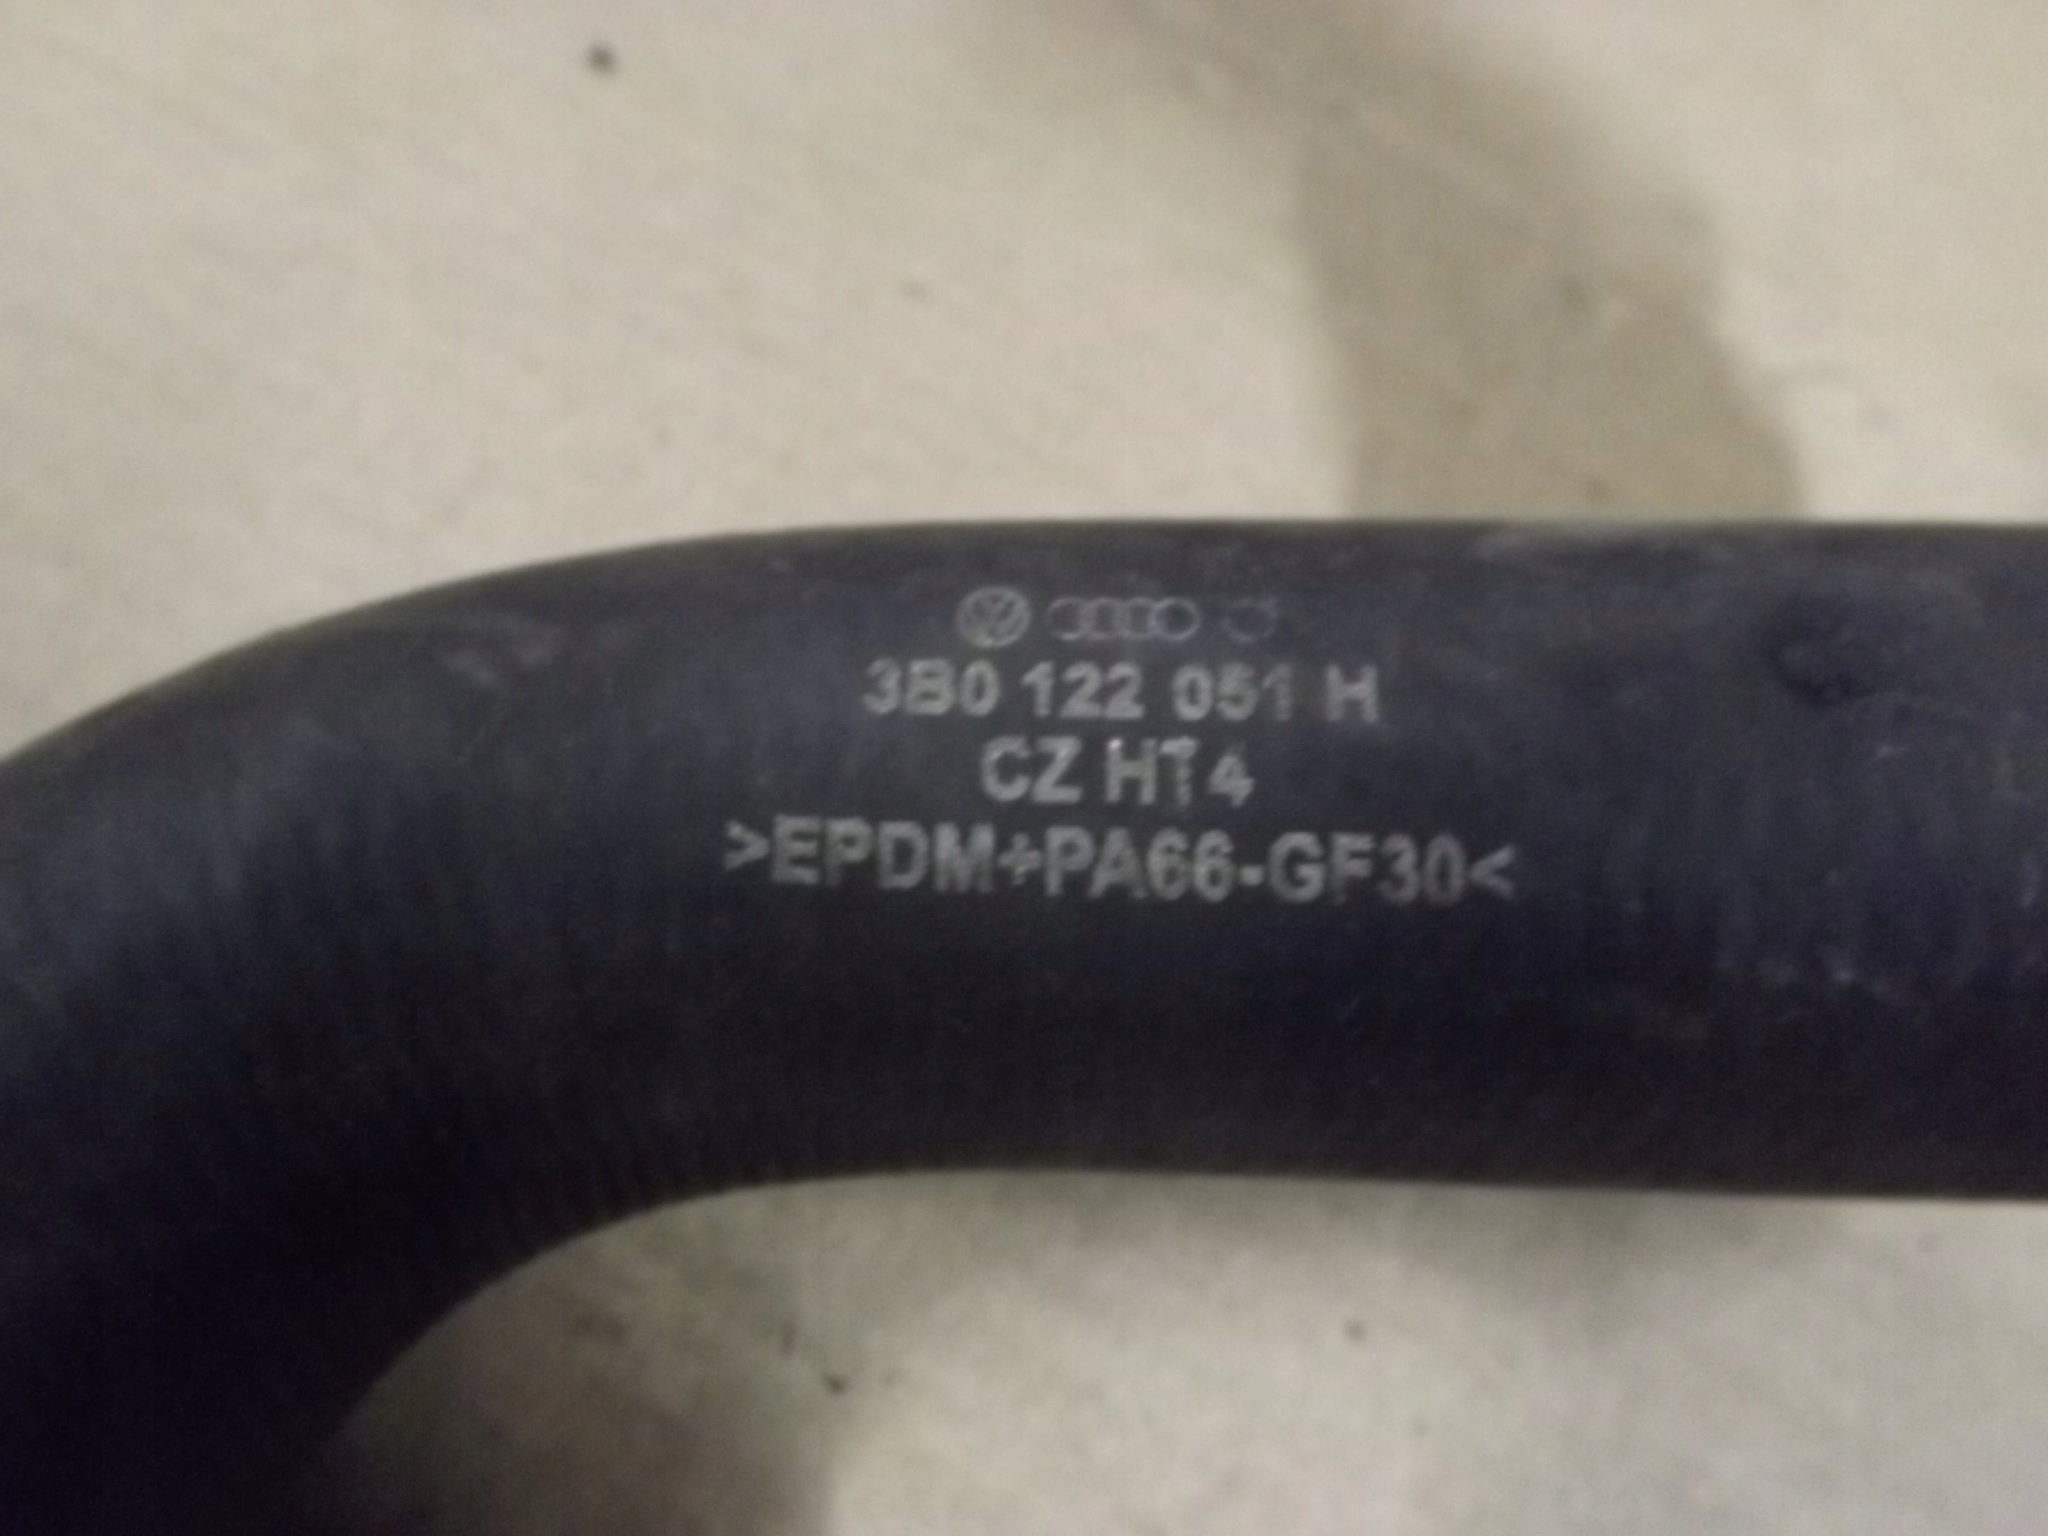 3B0 122 051 H
CZ HT4
>EPDM+PA66-GF30<